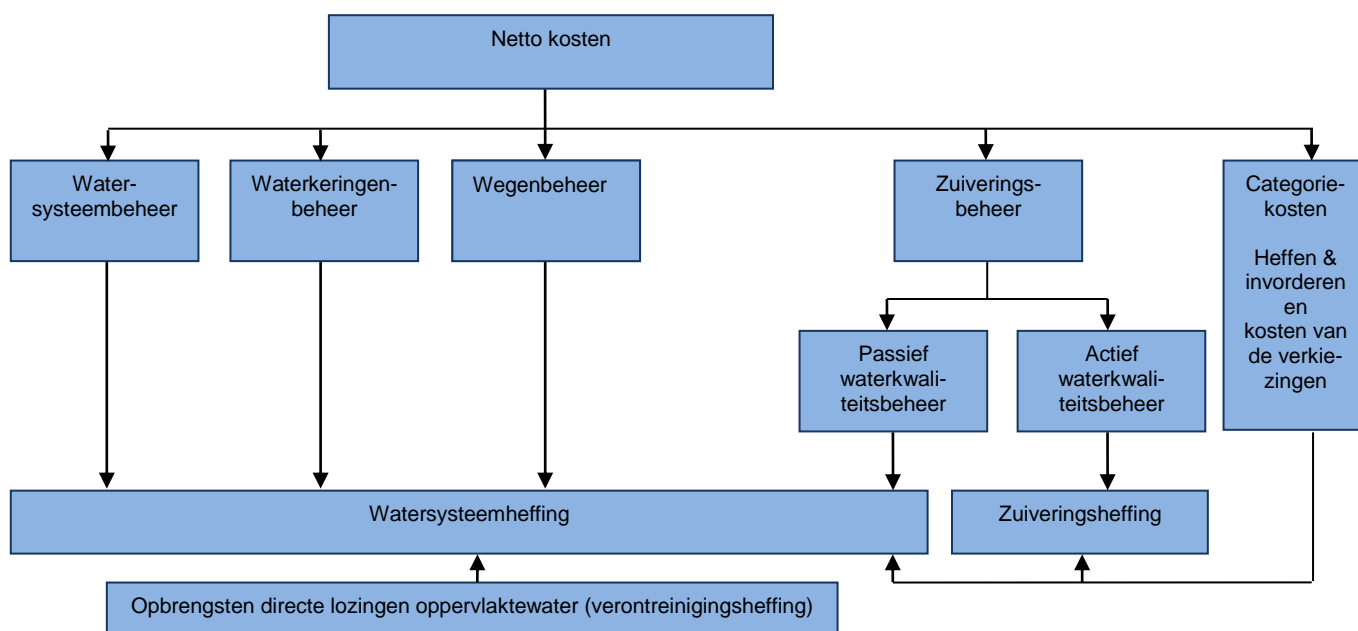 Netto kosten
Water-
systeembeheer
Waterkeringen-
beheer
Wegenbeheer
Zuiverings-
beheer
Categorie-
kosten
Heffen &
invorderen
en
kosten van
de verkie-
zingen
Passief
waterkwali-
teitsbeheer
Actief
waterkwali-
teitsbeheer
Watersysteemheffing
Zuiveringsheffing
Opbrengsten directe lozingen oppervlaktewater (verontreinigingsheffing)